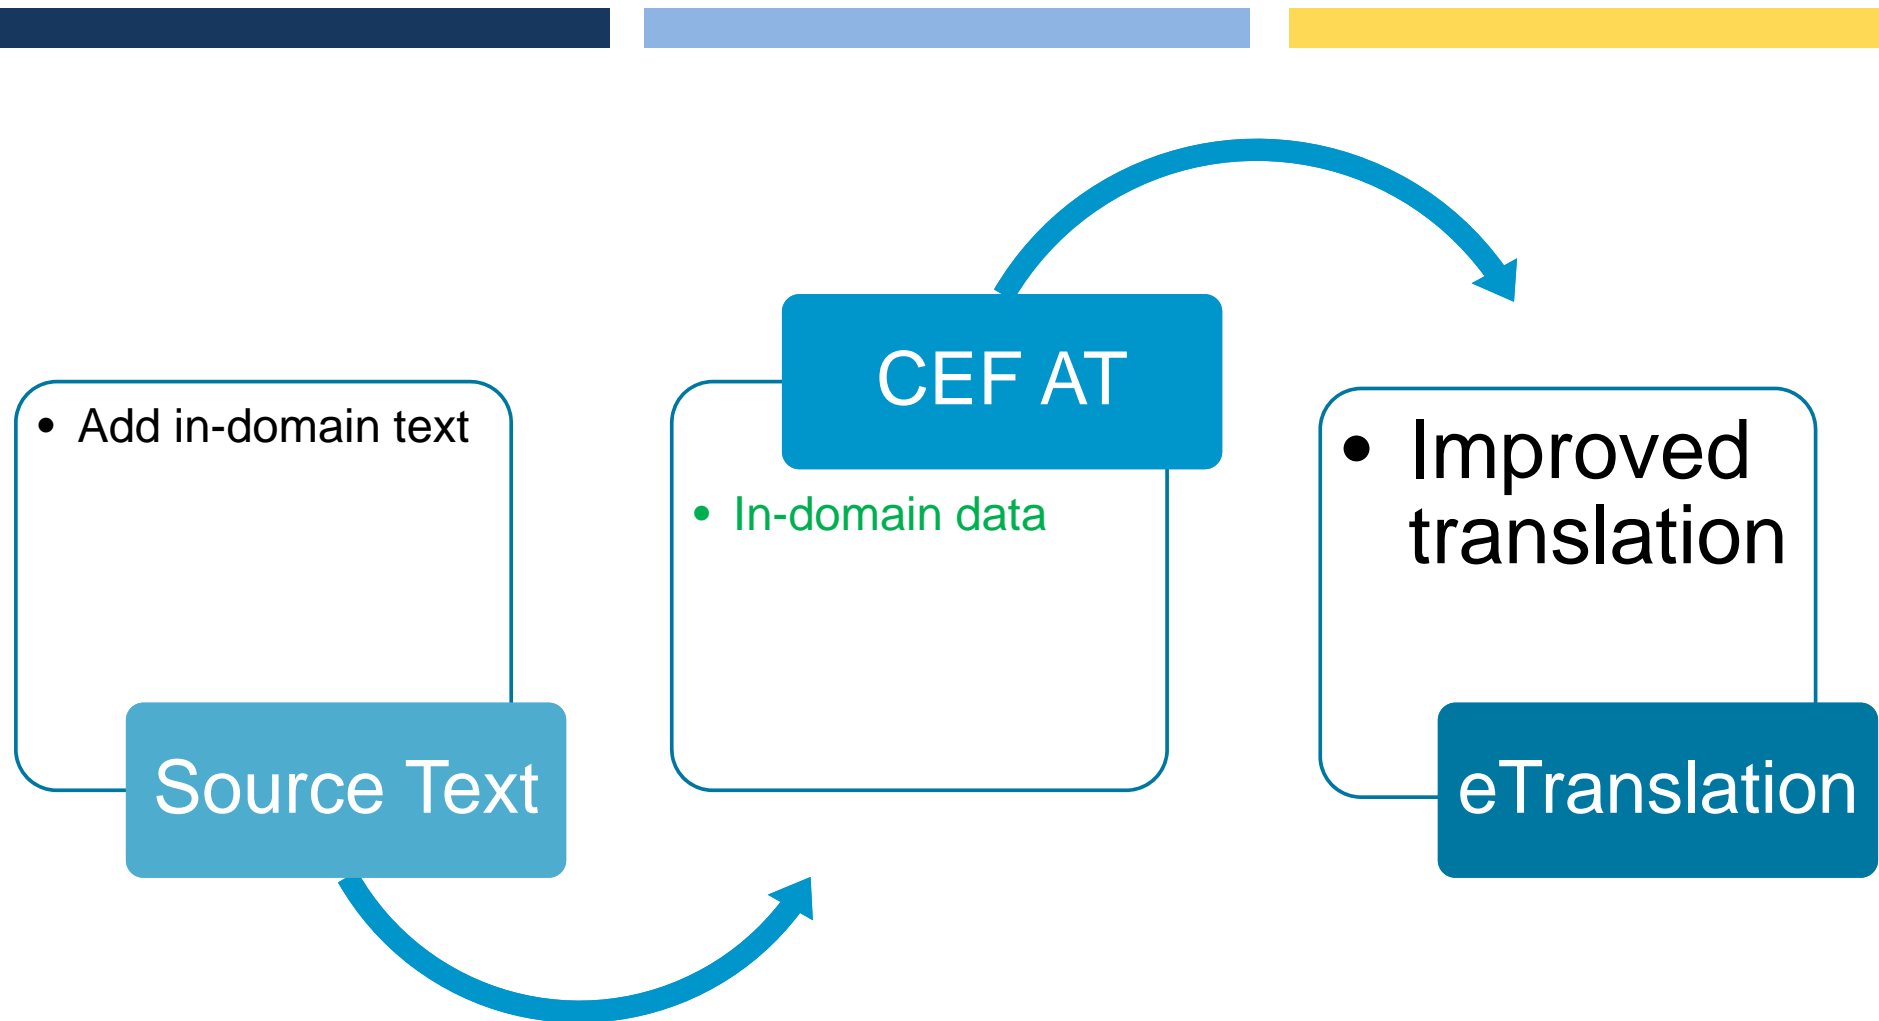 • Add in-domain text
Source Text
CEF AT
• In-domain data
• Improved
translation
eTranslation